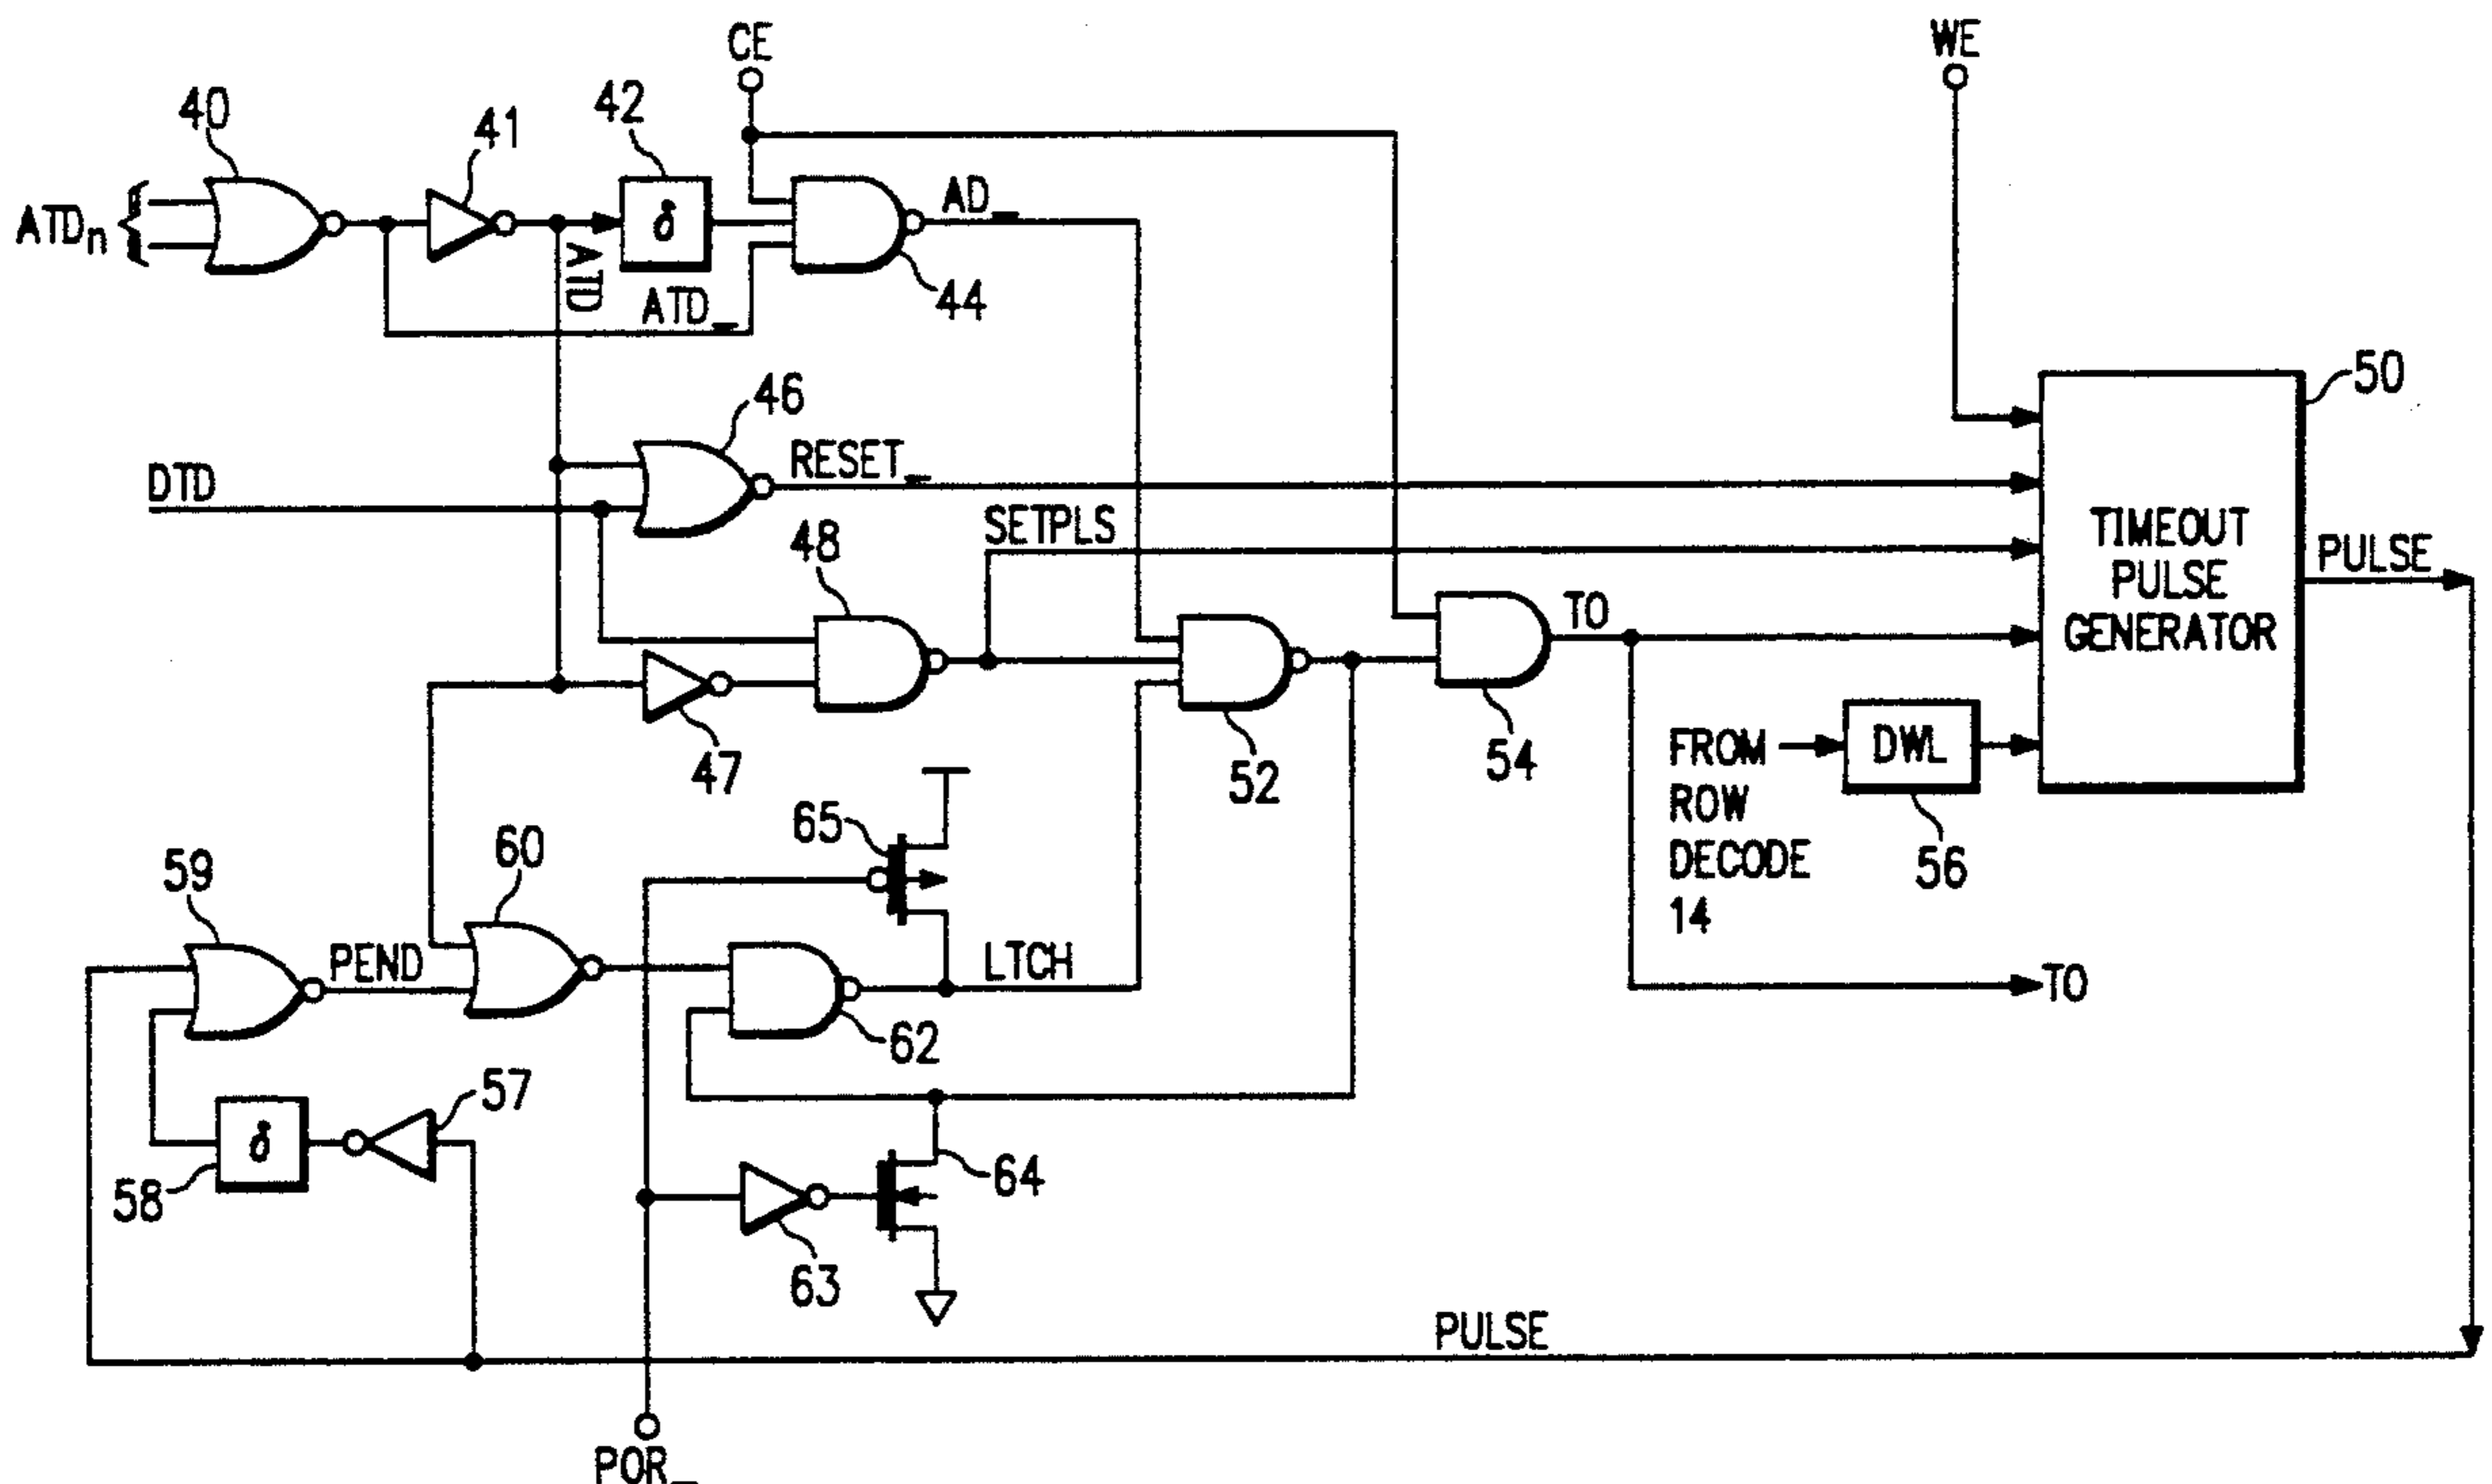 CE
WE
40
41
42
δ
ATDn
ATD
ATD_
AD_
44
50
46
DTD
RESET_
SETPLS
48
TIMEOUT
PULSE
GENERATOR
PULSE
TO
47
52
54
FROM
ROW
DECODE
14
DWL
56
65
59
60
PEND
LTCH
TO
62
57
δ
58
64
63
PULSE
POR_